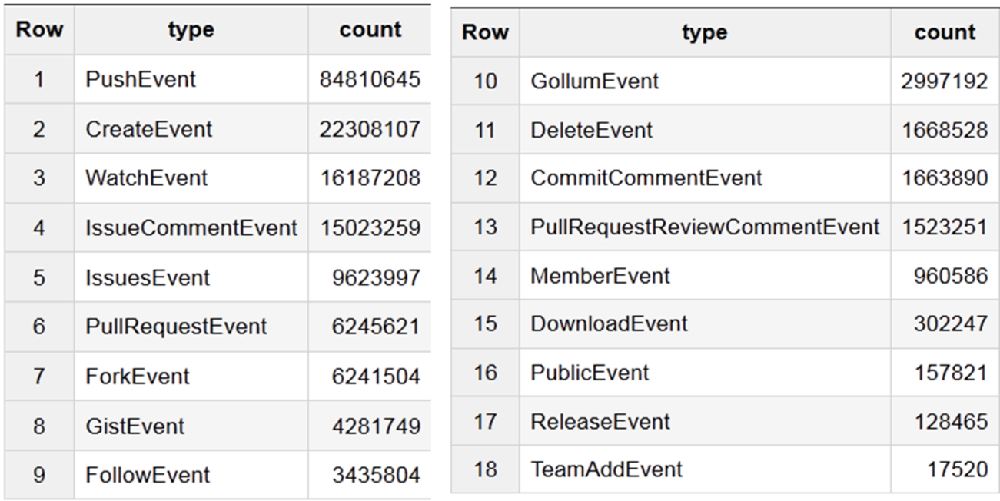 Row type count
1 PushEvent 84810645
2 CreateEvent 22308107
3 WatchEvent 16187208
4 IssueCommentEvent 15023259
5 IssuesEvent 9623997
6 PullRequestEvent 6245621
7 ForkEvent 6241504
8 GistEvent 4281749
9 FollowEvent 3435804
Row type count
10 GollumEvent 2997192
11 DeleteEvent 1668528
12 CommitCommentEvent 1663890
13 PullRequestReviewCommentEvent 1523251
14 MemberEvent 960586
15 DownloadEvent 302247
16 PublicEvent 157821
17 ReleaseEvent 128465
18 TeamAddEvent 17520